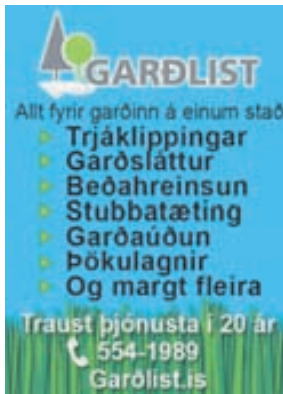 GARÐLIST
Allt fyrir garðinn á einum stað
Trjáklippingar
Garðsláttur
Beðahreinsun
Stubbatæting
Garðaúðun
Þökulagnir
Og margt fleira
Traust þjónusta í 20 ár
554-1989
Garðlist.is